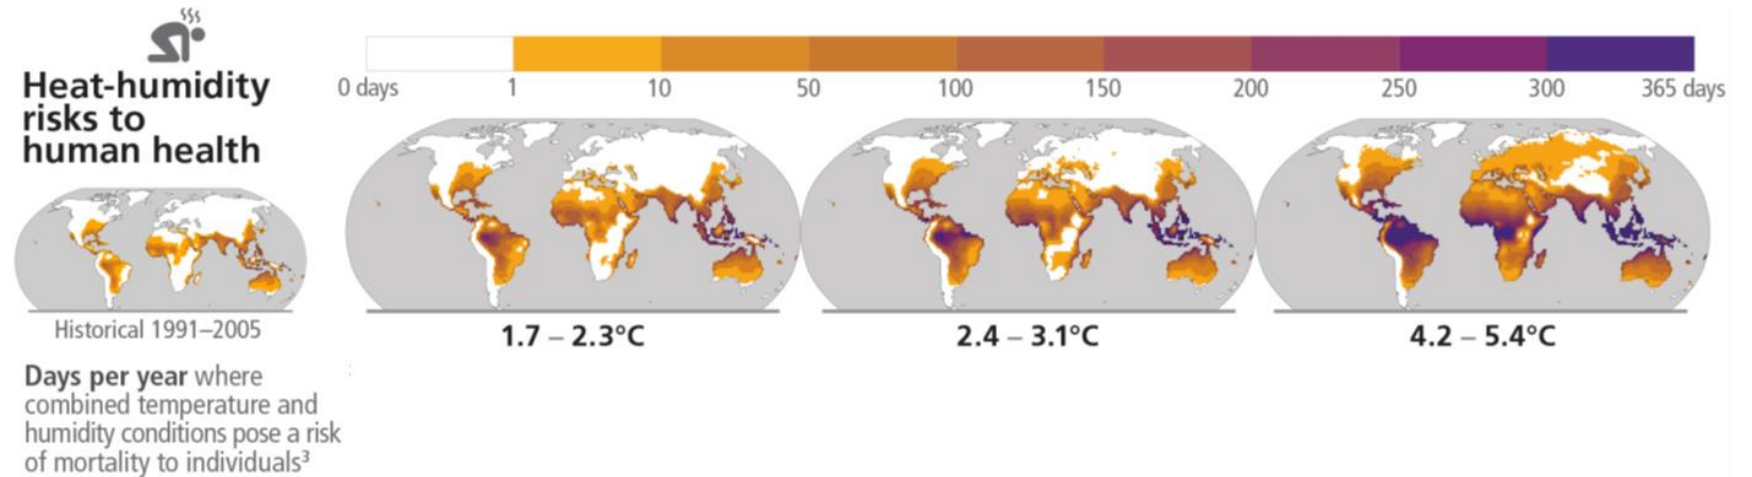 Heat-humidity
risks to
human health
0 days 1 10 50 100 150 200 250 300 365 days
Historical 1991–2005
1.7 – 2.3°C 2.4 – 3.1°C 4.2 – 5.4°C
Days per year where
combined temperature and
humidity conditions pose a risk
of mortality to individuals³